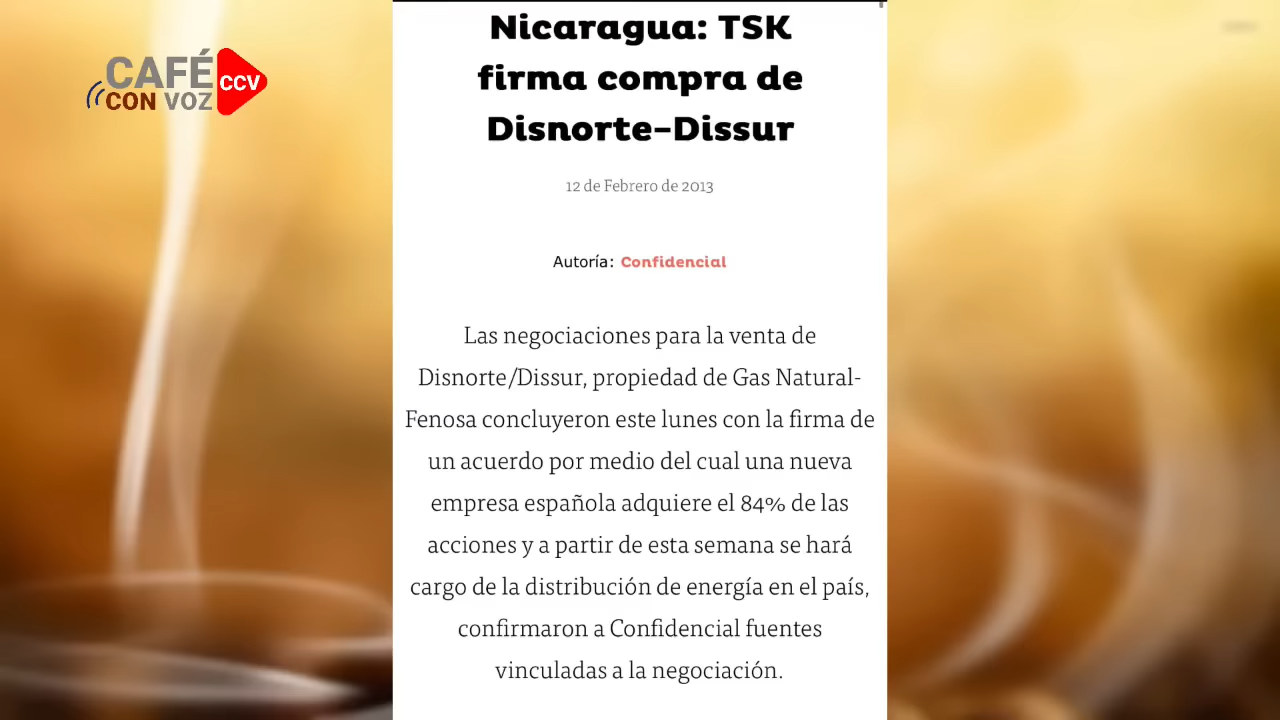 CAFÉ
CON VOZ
CCV
Nicaragua: TSK
firma compra de
Disnorte-Dissur
12 de Febrero de 2013
Autoría: Confidencial
Las negociaciones para la venta de
Disnorte/Dissur, propiedad de Gas Natural-
Fenosa concluyeron este lunes con la firma de
un acuerdo por medio del cual una nueva
empresa española adquiere el 84% de las
acciones y a partir de esta semana se hará
cargo de la distribución de energía en el país,
confirmaron a Confidencial fuentes
vinculadas a la negociación.